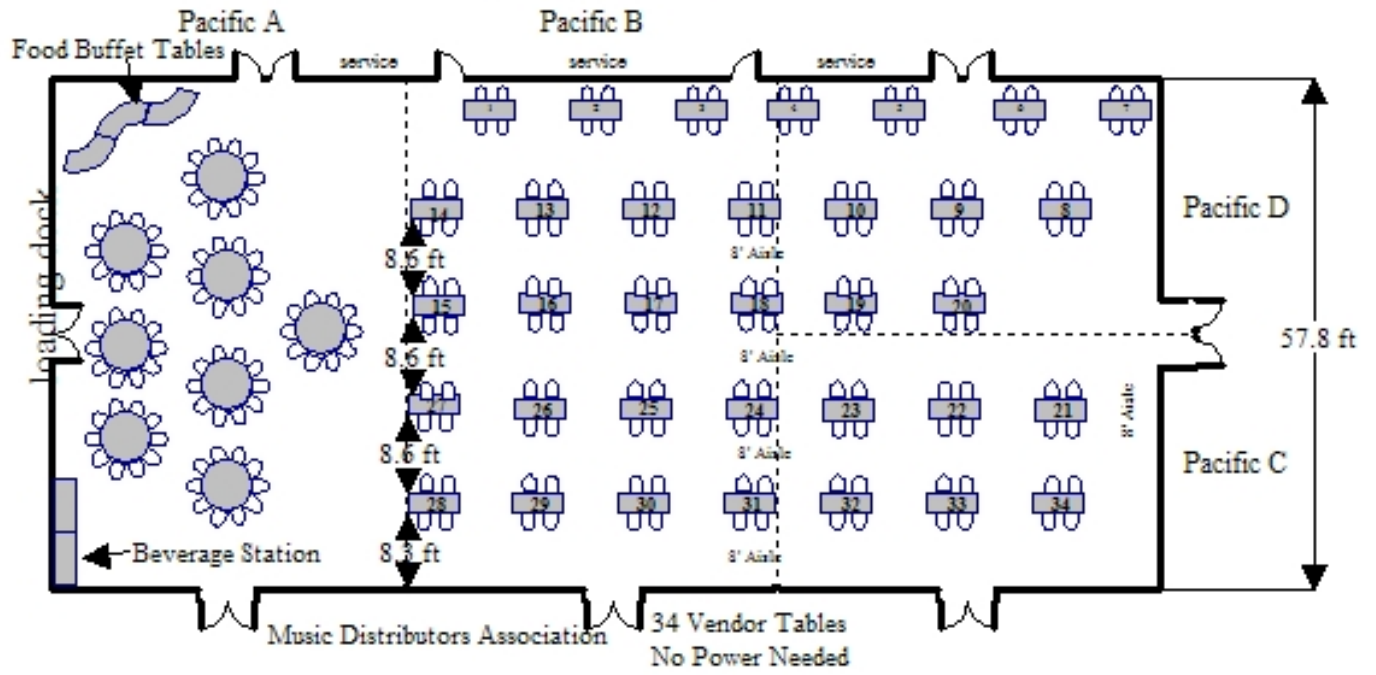 Pacific A
Pacific B
Food Buffet Tables
service
service
service
1
2
3
4
5
6
7
14
13
12
11
10
9
8
Pacific D
loading dock
8' Aisle
8.6 ft
15
16
17
18
19
20
57.8 ft
8.6 ft
8' Aisle
27
26
25
24
23
22
21
8' Aisle
8.6 ft
8' Aisle
Pacific C
28
29
30
31
32
33
34
Beverage Station
8.3 ft
8' Aisle
Music Distributors Association
34 Vendor Tables
No Power Needed